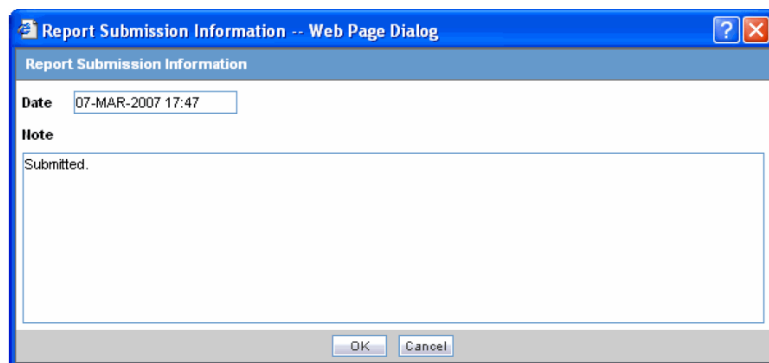 Report Submission Information -- Web Page Dialog ?
Report Submission Information
Date 07-MAR-2007 17:47
Note
Submitted.
OK Cancel